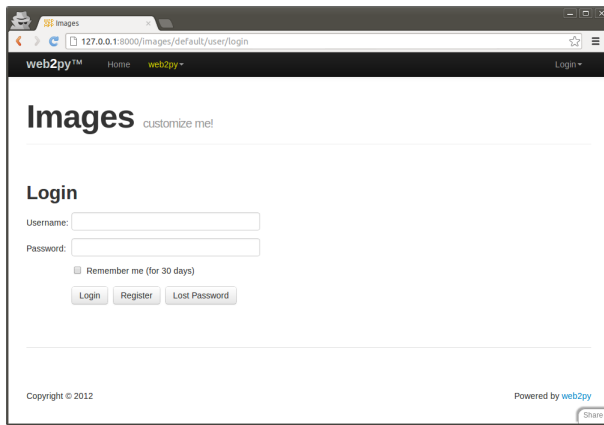 Images
127.0.0.1:8000/images/default/user/login
web2py™ Home web2py Login
Images customize me!
Login
Username:
Password:
Remember me (for 30 days)
Login Register Lost Password
Copyright © 2012 Powered by web2py
Share